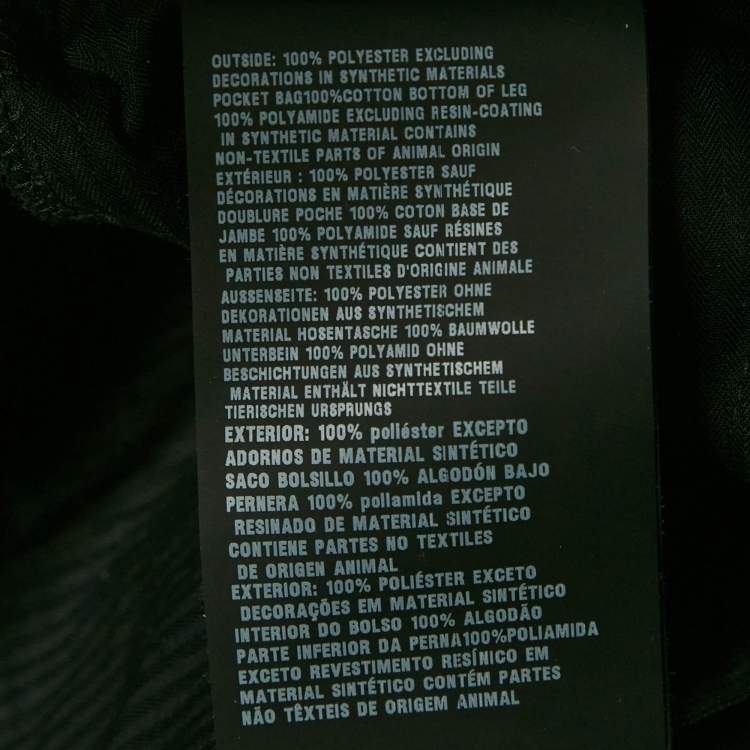 OUTSIDE: 100% POLYESTER EXCLUDING
DECORATIONS IN SYNTHETIC MATERIALS
POCKET BAG100%COTTON BOTTOM OF LEG
100% POLYAMIDE EXCLUDING RESIN-COATING
IN SYNTHETIC MATERIAL CONTAINS
NON-TEXTILE PARTS OF ANIMAL ORIGIN
EXTÉRIEUR : 100% POLYESTER SAUF
DÉCORATIONS EN MATIÈRE SYNTHÉTIQUE
DOUBLURE POCHE 100% COTON BASE DE
JAMBE 100% POLYAMIDE SAUF RÉSINES
EN MATIÈRE SYNTHÉTIQUE CONTIENT DES
PARTIES NON TEXTILES D'ORIGINE ANIMALE
AUSSENSEITE: 100% POLYESTER OHNE
DEKORATIONEN AUS SYNTHETISCHEM
MATERIAL HOSENTASCHE 100% BAUMWOLLE
UNTERBEIN 100% POLYAMID OHNE
BESCHICHTUNGEN AUS SYNTHETISCHEM
MATERIAL ENTHÄLT NICHTTEXTILE TEILE
TIERISCHEN URSPRUNGS
EXTERIOR: 100% poliéster EXCEPTO
ADORNOS DE MATERIAL SINTÉTICO
SACO BOLSILLO 100% ALGODÓN BAJO
PERNERA 100% poliamida EXCEPTO
RESINADO DE MATERIAL SINTÉTICO
CONTIENE PARTES NO TEXTILES
DE ORIGEN ANIMAL
EXTERIOR: 100% POLIÉSTER EXCETO
DECORAÇÕES EM MATERIAL SINTÉTICO
INTERIOR DO BOLSO 100% ALGODÃO
PARTE INFERIOR DA PERNA100%POLIAMIDA
EXCETO REVESTIMENTO RESÍNICO EM
MATERIAL SINTÉTICO CONTÉM PARTES
NÃO TÊXTEIS DE ORIGEM ANIMAL